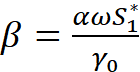 β = αωS₁*/γ₀